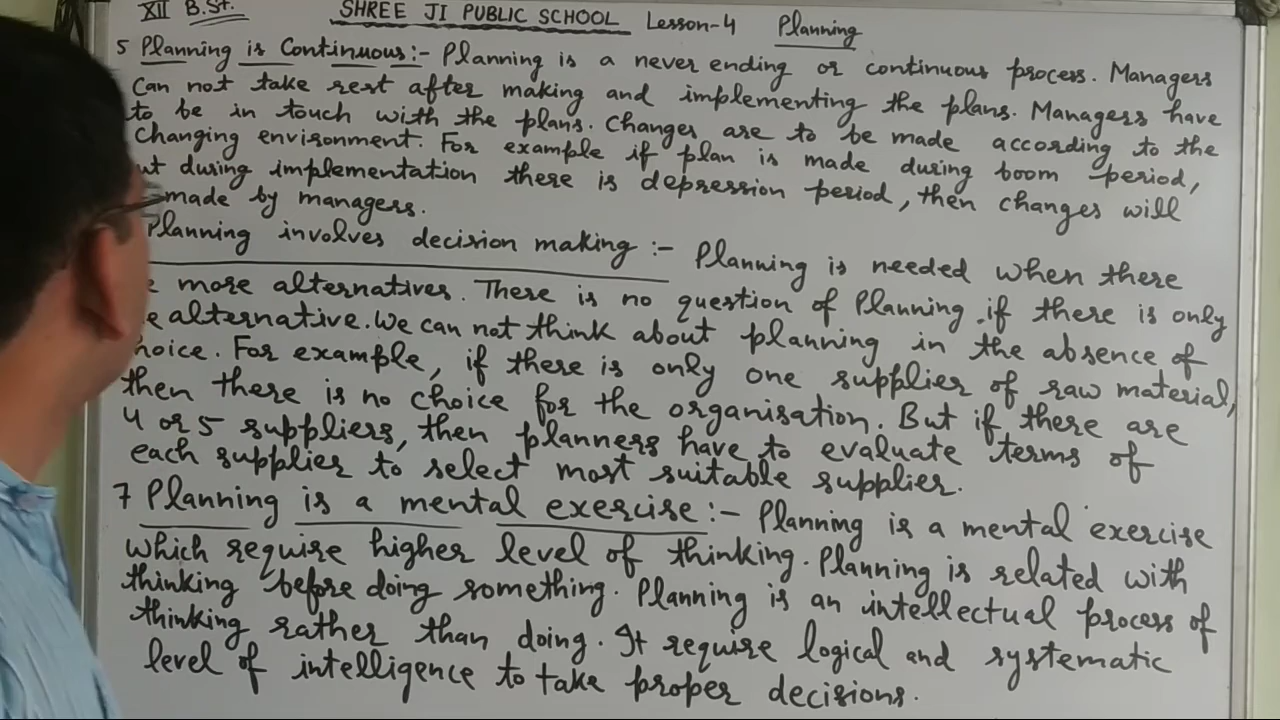 XII B.St. SHREE JI PUBLIC SCHOOL Lesson-4 Planning
5 Planning is Continuous:- Planning is a never ending or continuous process. Managers
can not take rest after making and implementing the plans. Managers have
to be in touch with the plans. Changes are to be made according to the
changing environment. For example if plan is made during boom period,
during implementation there is depression period, then changes will
made by managers.
Planning involves decision making :- Planning is needed when there
more alternatives. There is no question of Planning if there is only
alternative. We can not think about planning in the absence of
choice. For example, if there is only one supplier of raw material,
then there is no choice for the organisation. But if there are
4 or 5 suppliers, then planners have to evaluate terms of
each supplier to select most suitable supplier.
7 Planning is a mental exercise :- Planning is a mental exercise
which require higher level of thinking. Planning is related with
thinking before doing something. Planning is an intellectual process of
thinking rather than doing. It require logical and systematic
level of intelligence to take proper decisions.